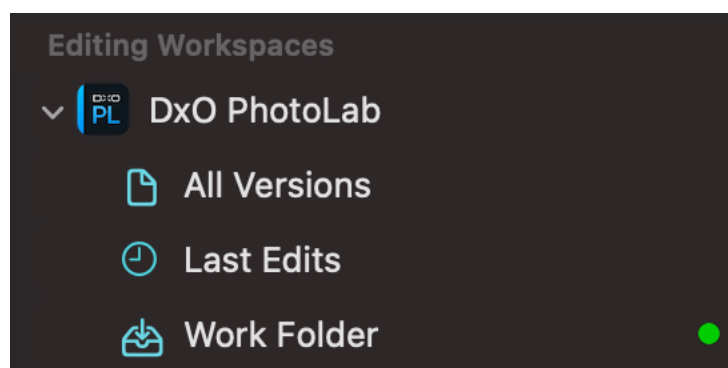 Editing Workspaces
DxO PL DxO PhotoLab
All Versions
Last Edits
Work Folder